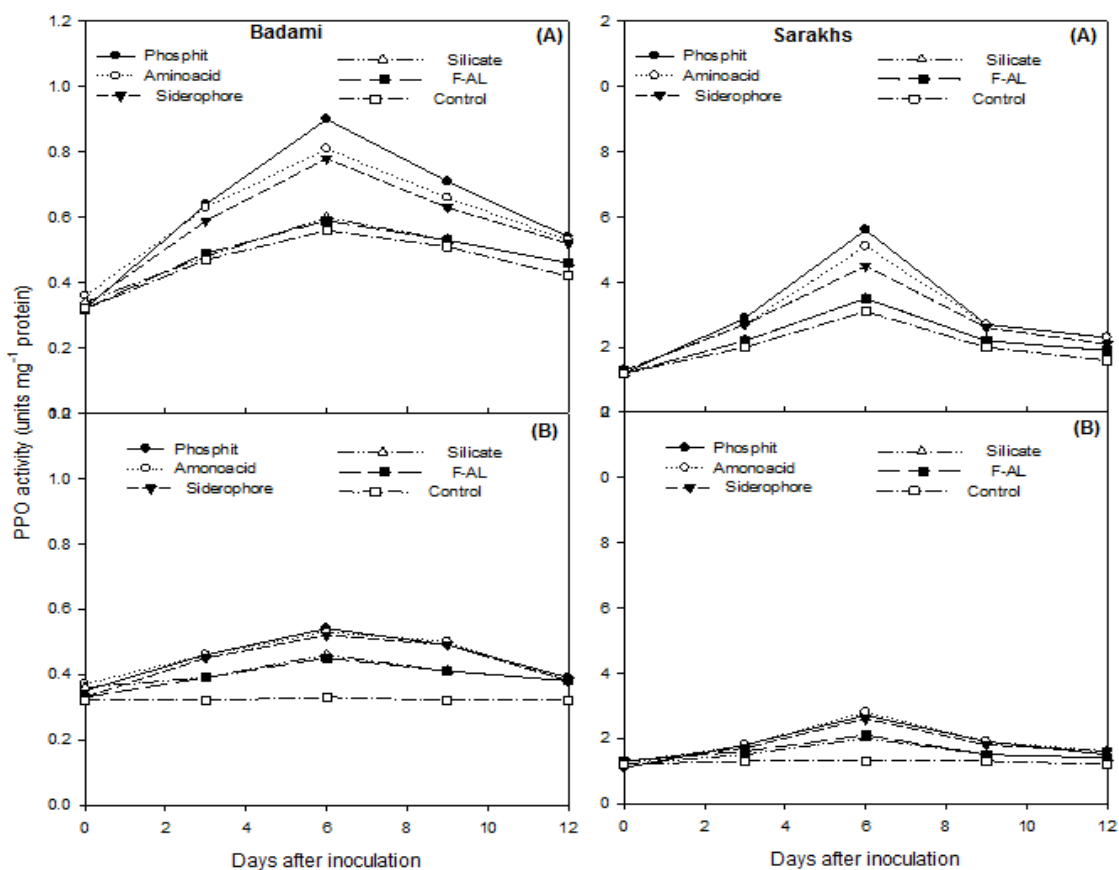 Badami
(A)
Phosphit
Aminoacid
Siderophore
Silicate
F-AL
Control
1.2
1.0
0.8
0.6
0.4
0.2
Sarakhs
(A)
Phosphit
Aminoacid
Siderophore
Silicate
F-AL
Control
2
0
8
6
4
2
0
PPO activity (units mg-1 protein)
(B)
Phosphit
Amonoacid
Siderophore
Silicate
F-AL
Control
1.0
0.8
0.6
0.4
0.2
0.0
0 2 4 6 8 10 12
Days after inoculation
(B)
Phosphit
Amonoacid
Siderophore
Silicate
F-AL
Control
0
8
6
4
2
0
0 2 4 6 8 10 12
Days after inoculation